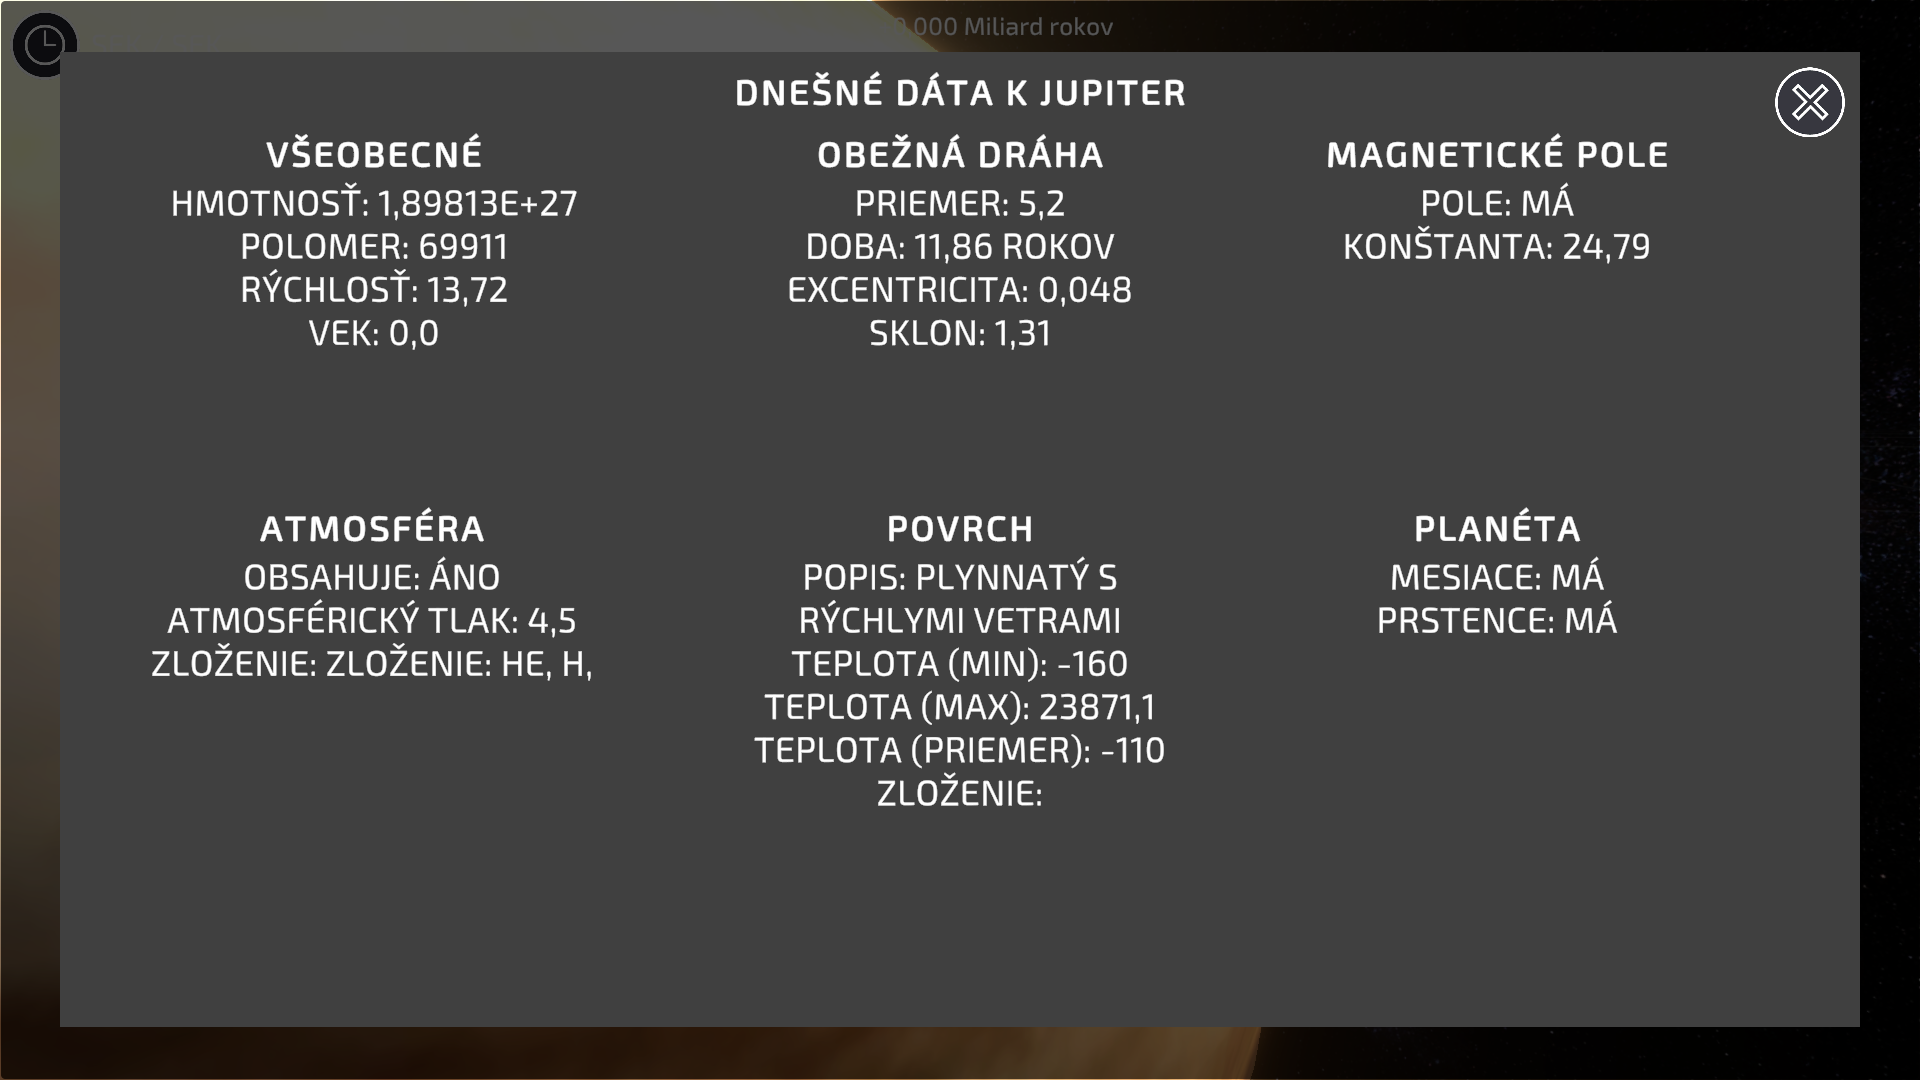 000 Miliard rokov
DNEŠNÉ DÁTA K JUPITER
VŠEOBECNÉ
HMOTNOSŤ: 1,89813E+27
POLOMER: 69911
RÝCHLOSŤ: 13,72
VEK: 0,0
OBEŽNÁ DRÁHA
PRIEMER: 5,2
DOBA: 11,86 ROKOV
EXCENTRICITA: 0,048
SKLON: 1,31
MAGNETICKÉ POLE
POLE: MÁ
KONŠTANTA: 24,79
ATMOSFÉRA
OBSAHUJE: ÁNO
ATMOSFÉRICKÝ TLAK: 4,5
ZLOŽENIE: ZLOŽENIE: HE, H,
POVRCH
POPIS: PLYNNATÝ S
RÝCHLYMI VETRAMI
TEPLOTA (MIN): -160
TEPLOTA (MAX): 23871,1
TEPLOTA (PRIEMER): -110
ZLOŽENIE:
PLANÉTA
MESIACE: MÁ
PRSTENCE: MÁ